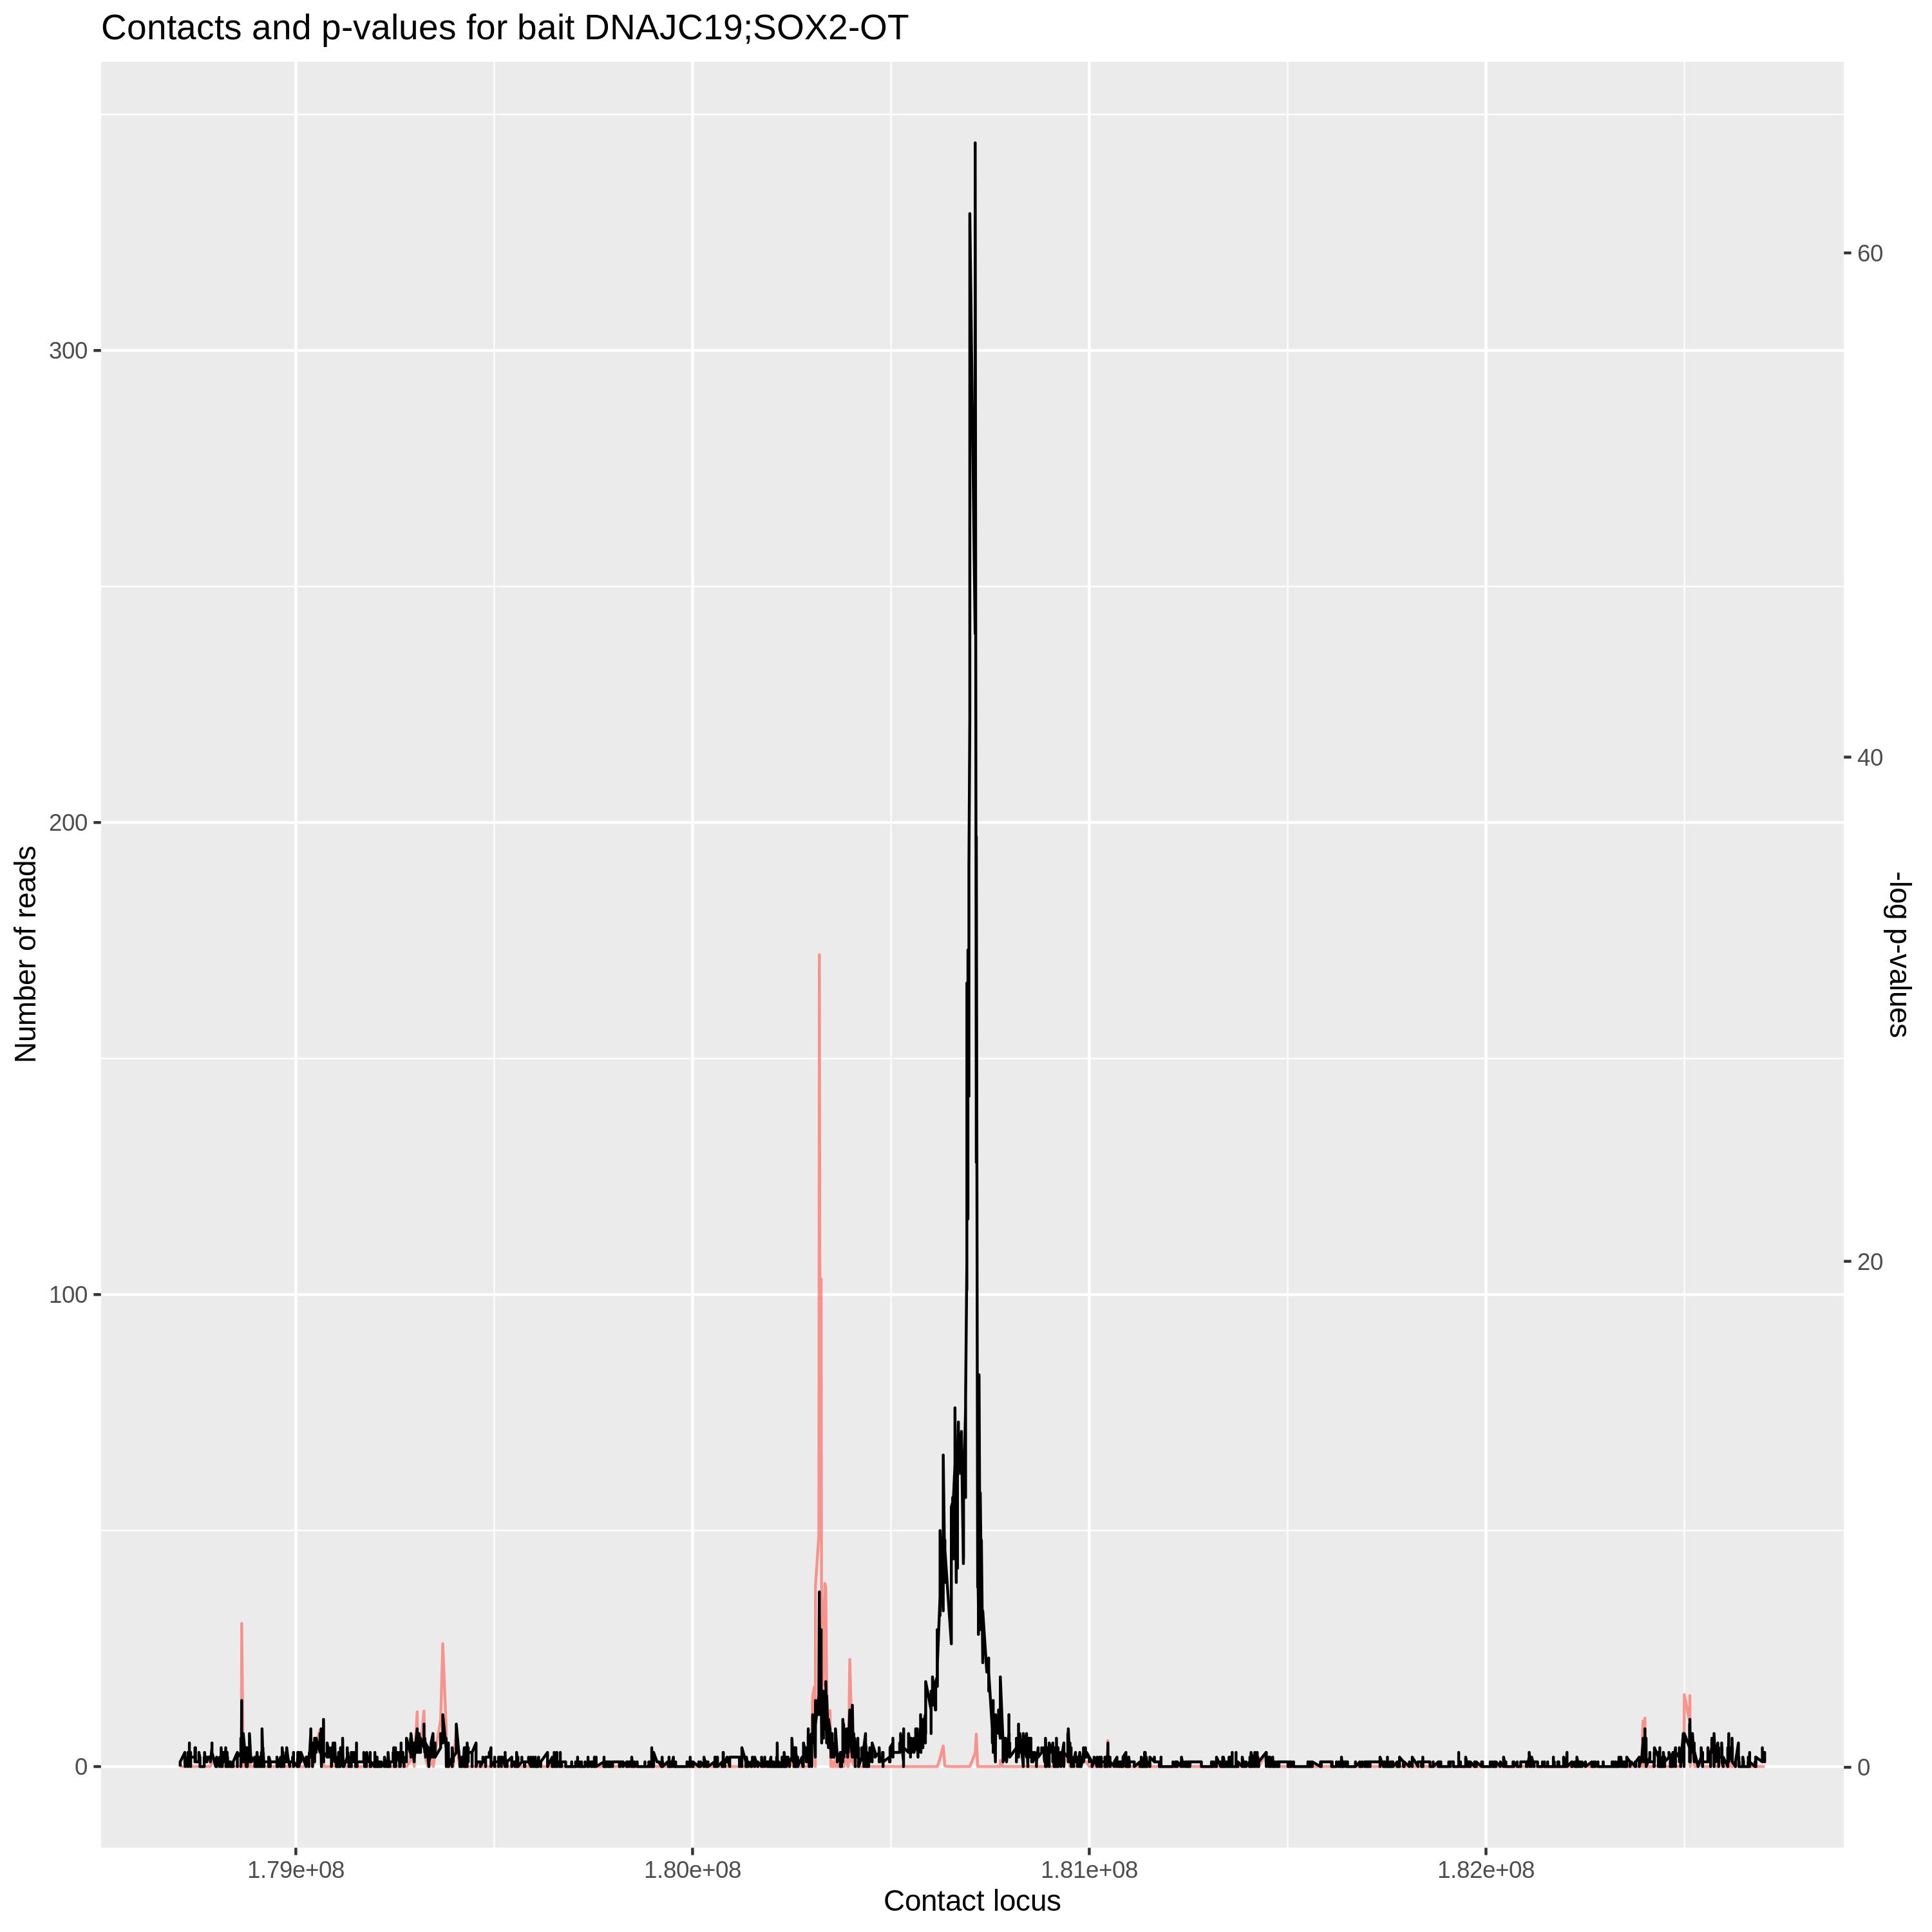 Contacts and p-values for bait DNAJC19;SOX2-OT
Number of reads
300
200
100
0
60
40
20
0
-log p-values
1.79e+08
1.80e+08
1.81e+08
1.82e+08
Contact locus